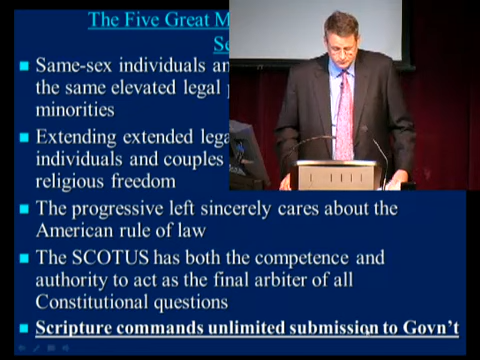 The Five Great M
Se
Same-sex individuals an
the same elevated legal p
minorities
Extending extended lega
individuals and couples
religious freedom
The progressive left sincerely cares about the
American rule of law
The SCOTUS has both the competence and
authority to act as the final arbiter of all
Constitutional questions
Scripture commands unlimited submission to Govn't